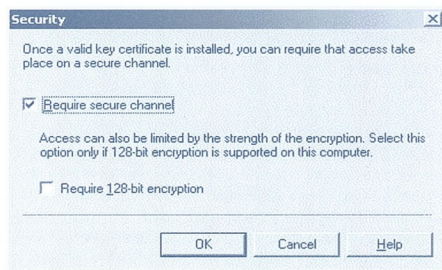 Security
Once a valid key certificate is installed, you can require that access take
place on a secure channel.
Require secure channel
Access can also be limited by the strength of the encryption. Select this
option only if 128-bit encryption is supported on this computer.
Require 128-bit encryption
OK
Cancel
Help